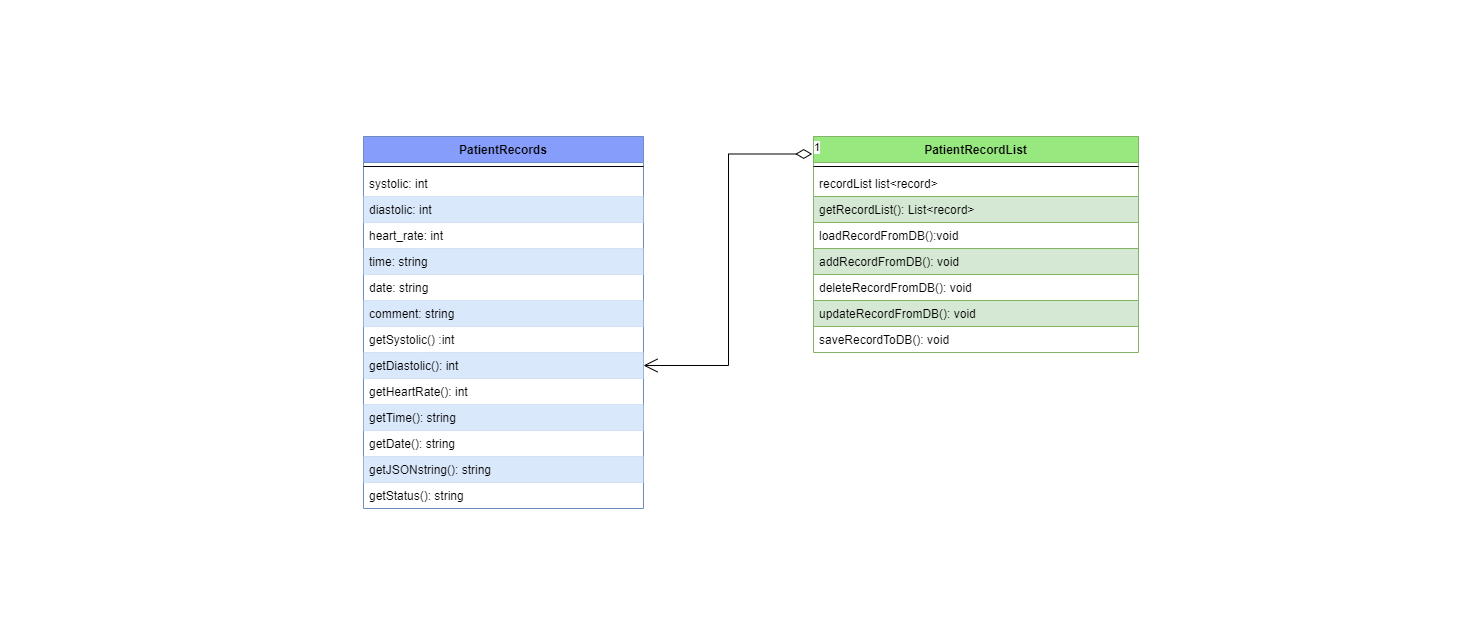 PatientRecords
systolic: int
diastolic: int
heart_rate: int
time: string
date: string
comment: string
getSystolic() :int
getDiastolic(): int
getHeartRate(): int
getTime(): string
getDate(): string
getJSONstring(): string
getStatus(): string
1
PatientRecordList
recordList list<record>
getRecordList(): List<record>
loadRecordFromDB():void
addRecordFromDB(): void
deleteRecordFromDB(): void
updateRecordFromDB(): void
saveRecordToDB(): void